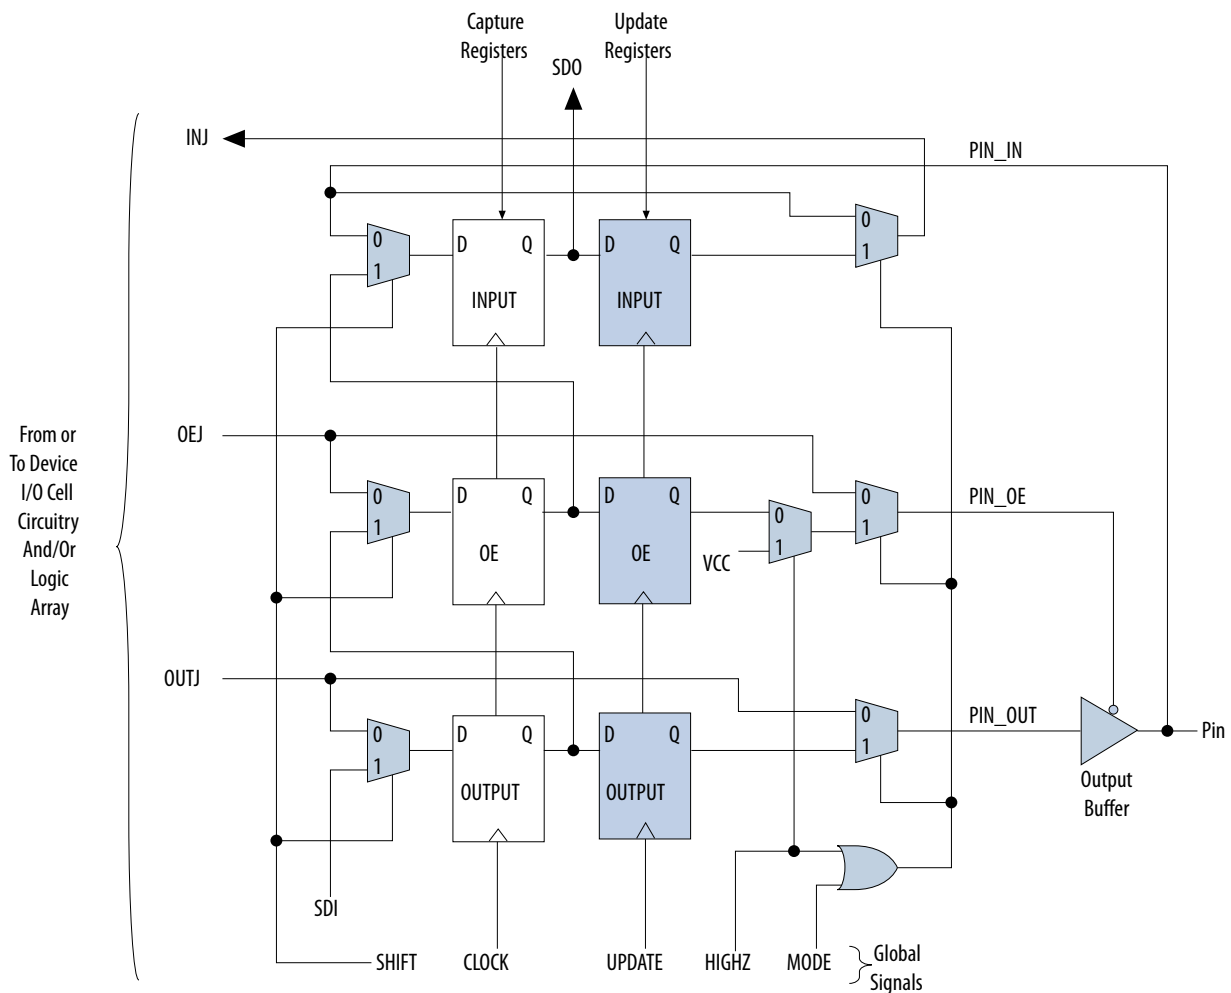 Capture
Registers
Update
Registers
SDO
INJ
PIN_IN
0
1
D Q
INPUT
D Q
INPUT
0
1
From or
To Device
I/O Cell
Circuitry
And/Or
Logic
Array
OEJ
0
1
D Q
OE
D Q
OE
0
1
VCC
0
1
PIN_OE
OUTJ
0
1
D Q
OUTPUT
D Q
OUTPUT
0
1
PIN_OUT
Pin
Output
Buffer
SDI
SHIFT
CLOCK
UPDATE
HIGHZ
MODE
Global
Signals